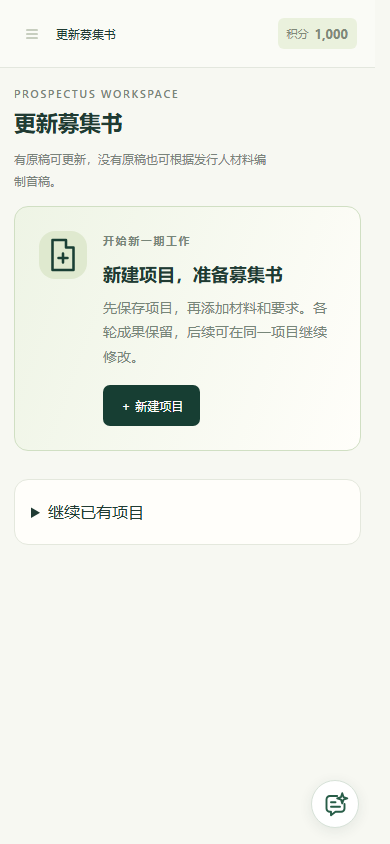 更新募集书
积分 1,000
PROSPECTUS WORKSPACE
更新募集书
有原稿可更新，没有原稿也可根据发行人材料编
制首稿。
开始新一期工作
新建项目，准备募集书
先保存项目，再添加材料和要求。各
轮成果保留，后续可在同一项目继续
修改。
+ 新建项目
继续已有项目